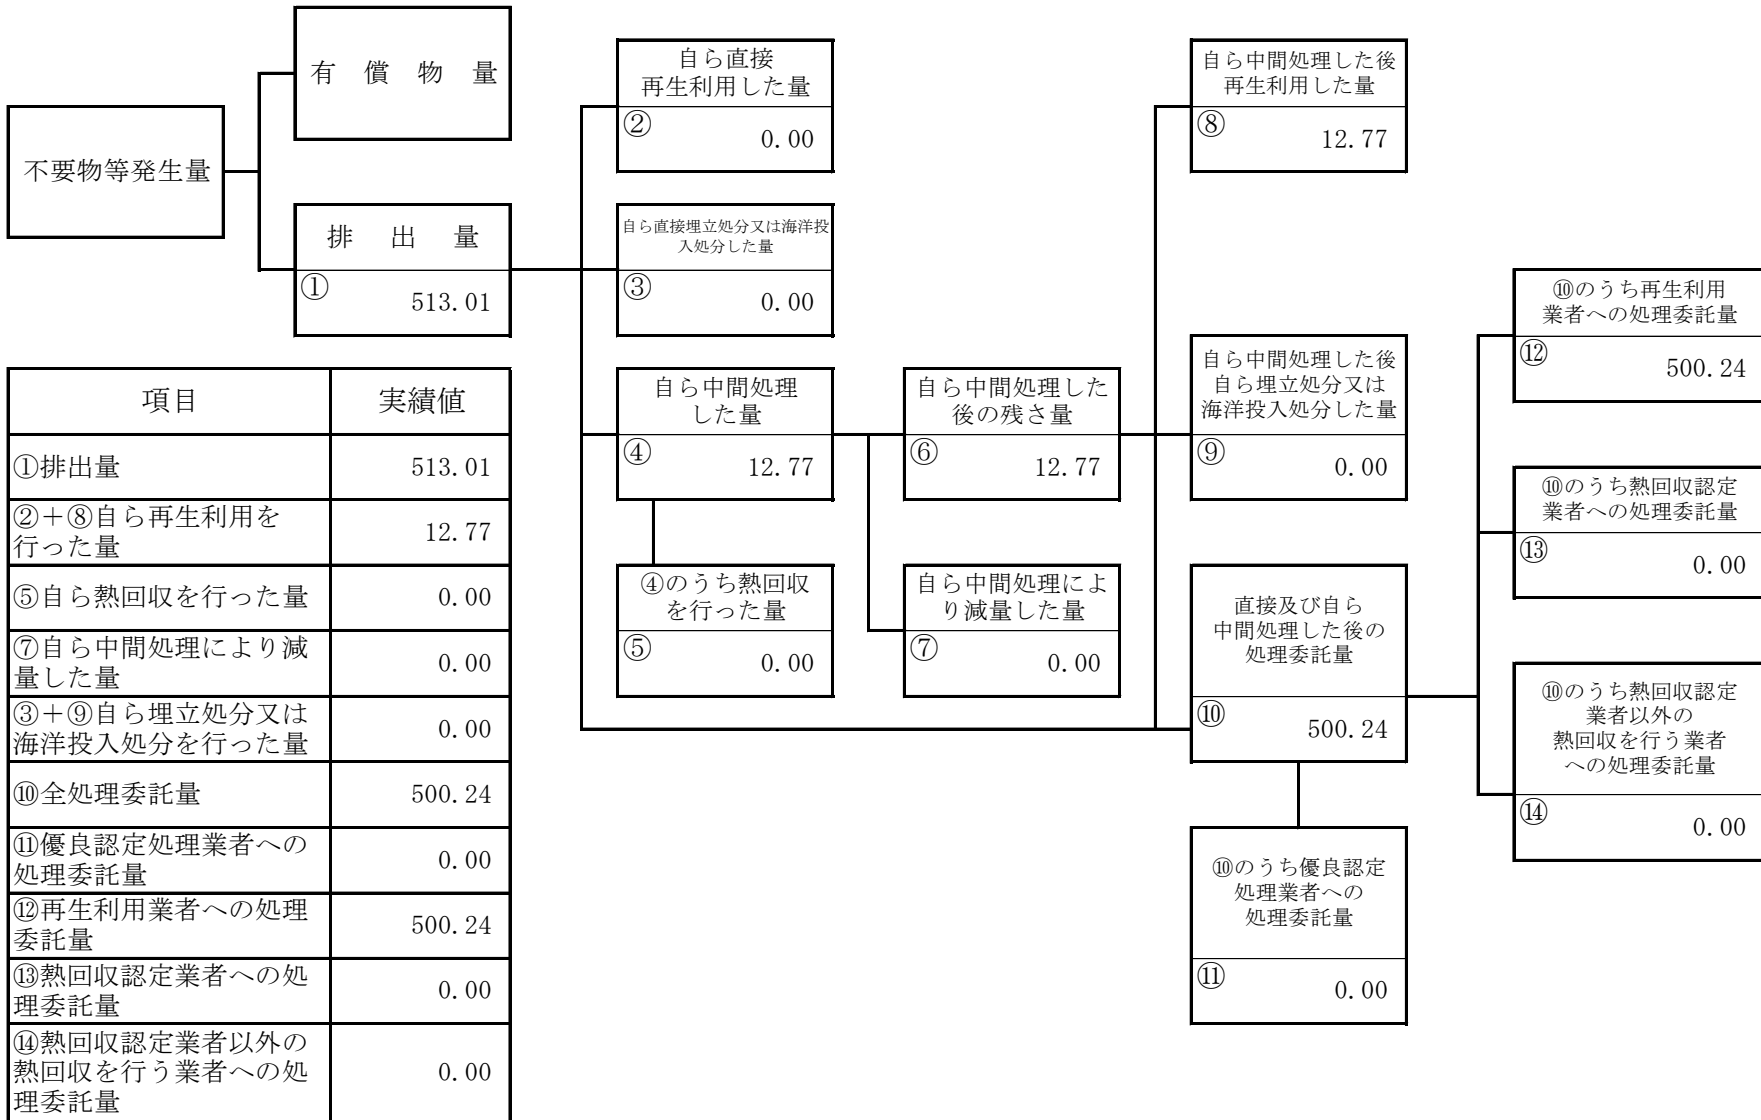 不要物等発生量
有償物量
排出量
①
513.01
自ら直接
再生利用した量
②
0.00
自ら直接埋立処分又は海洋投
入処分した量
③
0.00
自ら中間処理
した量
④
12.77
④のうち熱回収
を行った量
⑤
0.00
自ら中間処理した
後の残さ量
⑥
12.77
自ら中間処理によ
り減量した量
⑦
0.00
自ら中間処理した後
再生利用した量
⑧
12.77
自ら中間処理した後
自ら埋立処分又は
海洋投入処分した量
⑨
0.00
直接及び自ら
中間処理した後の
処理委託量
⑩
500.24
⑩のうち優良認定
処理業者への
処理委託量
⑪
0.00
⑩のうち再生利用
業者への処理委託量
⑫
500.24
⑩のうち熱回収認定
業者への処理委託量
⑬
0.00
⑩のうち熱回収認定
業者以外の
熱回収を行う業者
への処理委託量
⑭
0.00
項目 実績値
①排出量 513.01
②+⑧自ら再生利用を
行った量 12.77
⑤自ら熱回収を行った量 0.00
⑦自ら中間処理により減
量した量 0.00
③+⑨自ら埋立処分又は
海洋投入処分を行った量 0.00
⑩全処理委託量 500.24
⑪優良認定処理業者への
処理委託量 0.00
⑫再生利用業者への処理
委託量 500.24
⑬熱回収認定業者への処
理委託量 0.00
⑭熱回収認定業者以外の
熱回収を行う業者への処
理委託量 0.00